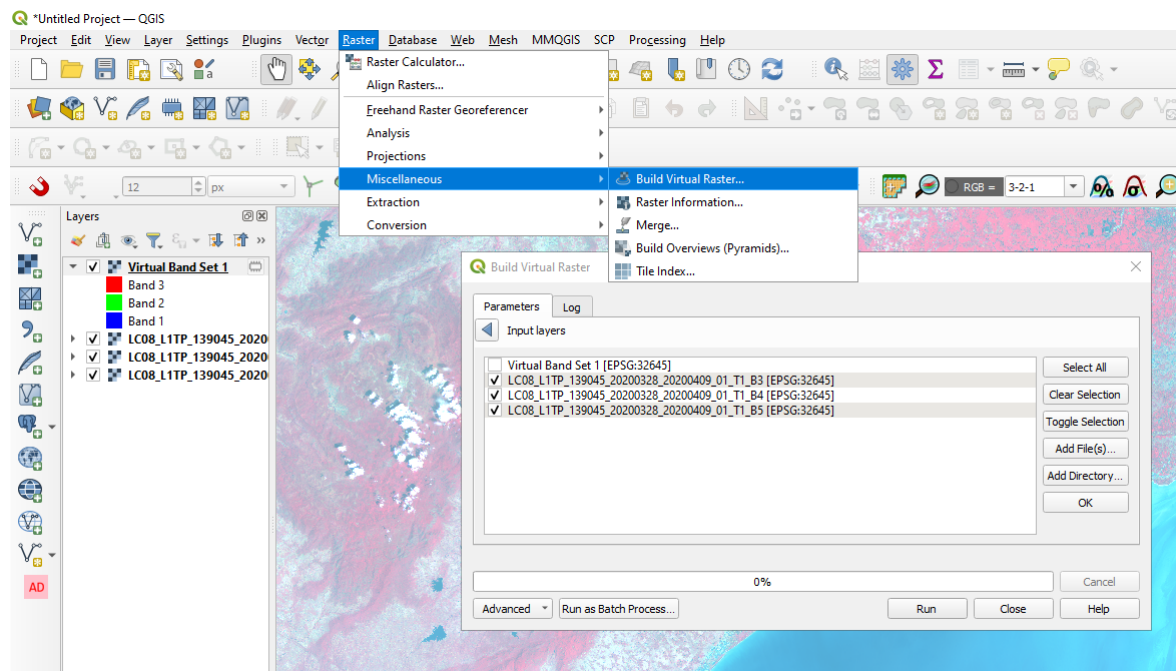 *Untitled Project — QGIS
Project Edit View Layer Settings Plugins Vector Raster Database Web Mesh MMQGIS SCP Processing Help
Raster Calculator...
Align Rasters...
Freehand Raster Georeferencer
Analysis
Projections
12 px
Miscellaneous
Build Virtual Raster...
RGB = 3-2-1
Extraction
Raster Information...
Conversion
Merge...
Build Overviews (Pyramids)...
Tile Index...
Layers
Virtual Band Set 1
Band 3
Band 2
Band 1
LC08_L1TP_139045_2020
LC08_L1TP_139045_2020
LC08_L1TP_139045_2020
AD
Build Virtual Raster
Parameters Log
Input layers
Virtual Band Set 1 [EPSG:32645]
LC08_L1TP_139045_20200328_20200409_01_T1_B3 [EPSG:32645]
LC08_L1TP_139045_20200328_20200409_01_T1_B4 [EPSG:32645]
LC08_L1TP_139045_20200328_20200409_01_T1_B5 [EPSG:32645]
Select All
Clear Selection
Toggle Selection
Add File(s)...
Add Directory...
OK
0%
Cancel
Advanced Run as Batch Process... Run Close Help